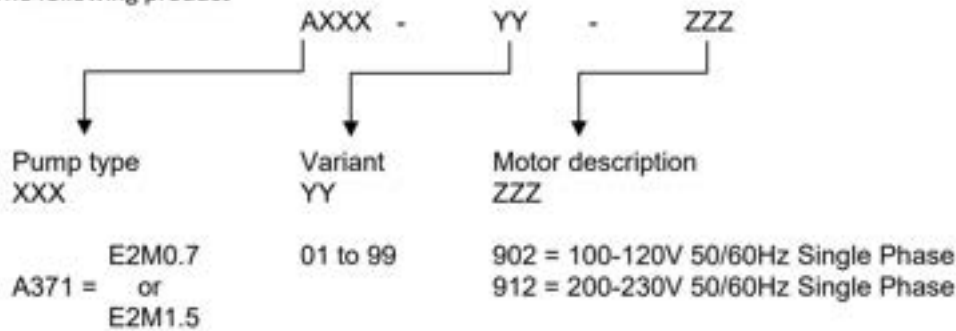 AXXX - YY - ZZZ
Pump type Variant Motor description
XXX YY ZZZ
E2M0.7 01 to 99 902 = 100-120V 50/60Hz Single Phase
A371 = or 912 = 200-230V 50/60Hz Single Phase
E2M1.5